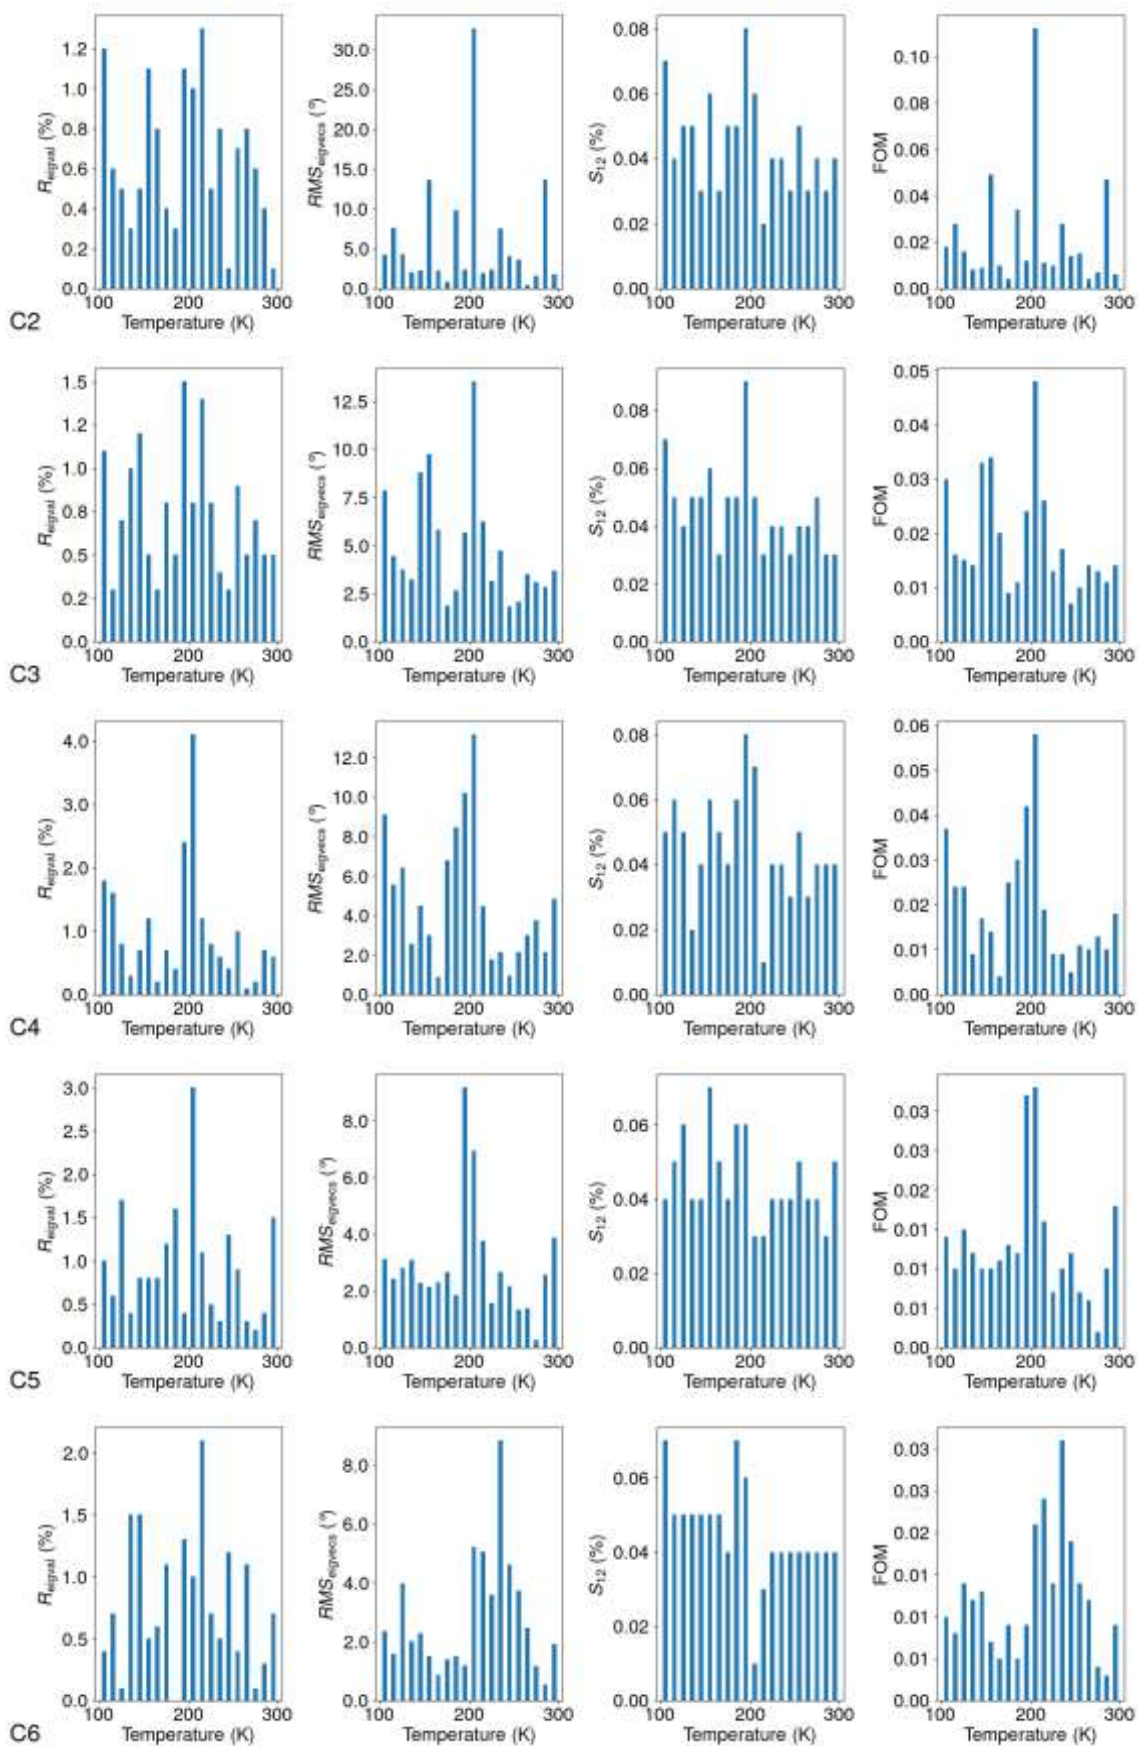 R_eigval (%)
1.2
1.0
0.8
0.6
0.4
0.2
0.0
100 200 300
Temperature (K)
RMS_eigvecs (°)
30.0
25.0
20.0
15.0
10.0
5.0
0.0
100 200 300
Temperature (K)
S_12 (%)
0.08
0.06
0.04
0.02
0.00
100 200 300
Temperature (K)
FOM
0.10
0.08
0.06
0.04
0.02
0.00
100 200 300
Temperature (K)
C2
R_eigval (%)
1.5
1.2
1.0
0.8
0.5
0.2
0.0
100 200 300
Temperature (K)
RMS_eigvecs (°)
12.5
10.0
7.5
5.0
2.5
0.0
100 200 300
Temperature (K)
S_12 (%)
0.08
0.06
0.04
0.02
0.00
100 200 300
Temperature (K)
FOM
0.05
0.04
0.03
0.02
0.01
0.00
100 200 300
Temperature (K)
C3
R_eigval (%)
4.0
3.0
2.0
1.0
0.0
100 200 300
Temperature (K)
RMS_eigvecs (°)
12.0
10.0
8.0
6.0
4.0
2.0
0.0
100 200 300
Temperature (K)
S_12 (%)
0.08
0.06
0.04
0.02
0.00
100 200 300
Temperature (K)
FOM
0.06
0.05
0.04
0.03
0.02
0.01
0.00
100 200 300
Temperature (K)
C4
R_eigval (%)
3.0
2.5
2.0
1.5
1.0
0.5
0.0
100 200 300
Temperature (K)
RMS_eigvecs (°)
8.0
6.0
4.0
2.0
0.0
100 200 300
Temperature (K)
S_12 (%)
0.06
0.04
0.02
0.00
100 200 300
Temperature (K)
FOM
0.03
0.03
0.02
0.01
0.01
0.01
0.00
100 200 300
Temperature (K)
C5
R_eigval (%)
2.0
1.5
1.0
0.5
0.0
100 200 300
Temperature (K)
RMS_eigvecs (°)
8.0
6.0
4.0
2.0
0.0
100 200 300
Temperature (K)
S_12 (%)
0.06
0.04
0.02
0.00
100 200 300
Temperature (K)
FOM
0.03
0.03
0.02
0.01
0.01
0.01
0.00
100 200 300
Temperature (K)
C6